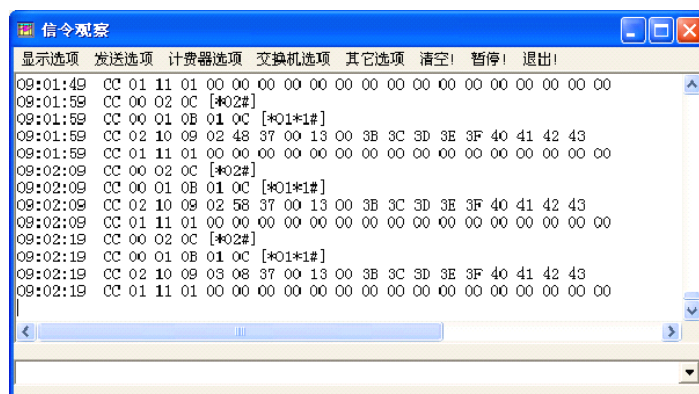 信令观察
显示选项 发送选项 计费器选项 交换机选项 其它选项 清空! 暂停! 退出!
09:01:49 CC 01 11 01 00 00 00 00 00 00 00 00 00 00 00 00 00 00 00
09:01:59 CC 00 02 0C [*02#]
09:01:59 CC 00 01 0B 01 0C [*01*1#]
09:01:59 CC 02 10 09 02 48 37 00 13 00 3B 3C 3D 3E 3F 40 41 42 43
09:01:59 CC 01 11 01 00 00 00 00 00 00 00 00 00 00 00 00 00 00 00
09:02:09 CC 00 02 0C [*02#]
09:02:09 CC 00 01 0B 01 0C [*01*1#]
09:02:09 CC 02 10 09 02 58 37 00 13 00 3B 3C 3D 3E 3F 40 41 42 43
09:02:09 CC 01 11 01 00 00 00 00 00 00 00 00 00 00 00 00 00 00 00
09:02:19 CC 00 02 0C [*02#]
09:02:19 CC 00 01 0B 01 0C [*01*1#]
09:02:19 CC 02 10 09 03 08 37 00 13 00 3B 3C 3D 3E 3F 40 41 42 43
09:02:19 CC 01 11 01 00 00 00 00 00 00 00 00 00 00 00 00 00 00 00